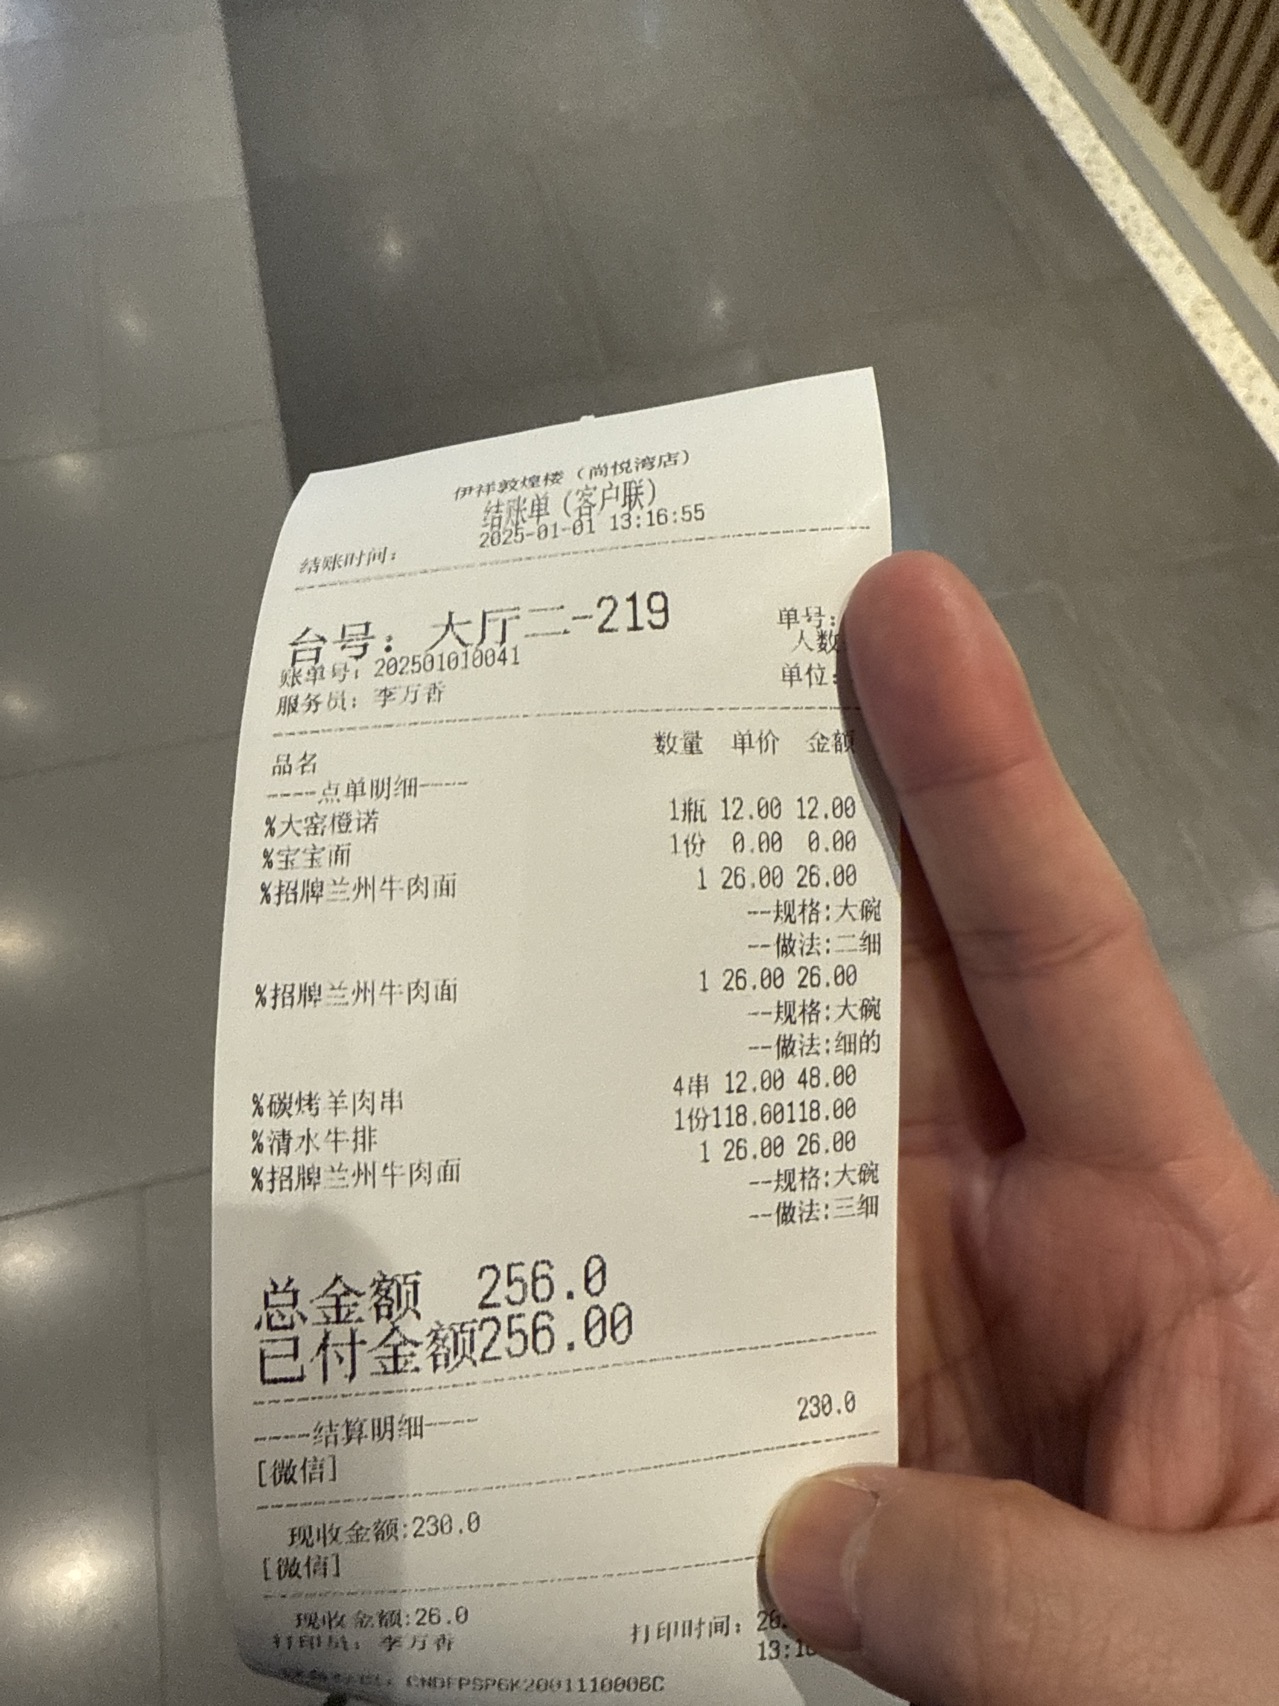 伊祥敦煌楼（尚悦湾店）
结账单（客户联）
结账时间： 2025-01-01 13:16:55
台号：大厅二-219 单号:
账单号：202501010041 人数
服务员：李万香 单位:
品名 数量 单价 金额
----点单明细----
%大窑橙诺 1瓶 12.00 12.00
%宝宝面 1份 0.00 0.00
%招牌兰州牛肉面 1 26.00 26.00
--规格:大碗
--做法:二细
%招牌兰州牛肉面 1 26.00 26.00
--规格:大碗
--做法:细的
%碳烤羊肉串 4串 12.00 48.00
%清水牛排 1份118.00118.00
%招牌兰州牛肉面 1 26.00 26.00
--规格:大碗
--做法:三细
总金额 256.0
已付金额256.00
----结算明细----
[微信] 230.0
现收金额:230.0
[微信]
现收金额:26.0
打印员：李万香 打印时间：20
13:1
CNDFPSP6K2001110006C